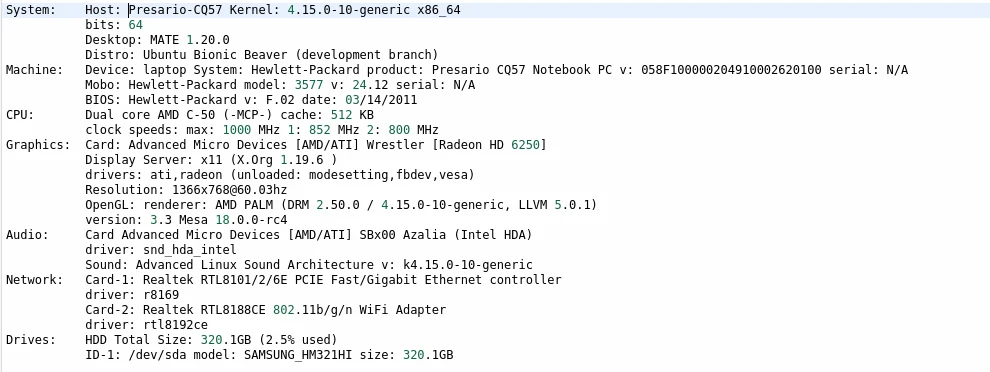 System: Host: Presario-CQ57 Kernel: 4.15.0-10-generic x86_64
bits: 64
Desktop: MATE 1.20.0
Distro: Ubuntu Bionic Beaver (development branch)
Machine: Device: laptop System: Hewlett-Packard product: Presario CQ57 Notebook PC v: 058F100000204910002620100 serial: N/A
Mobo: Hewlett-Packard model: 3577 v: 24.12 serial: N/A
BIOS: Hewlett-Packard v: F.02 date: 03/14/2011
CPU: Dual core AMD C-50 (-MCP-) cache: 512 KB
clock speeds: max: 1000 MHz 1: 852 MHz 2: 800 MHz
Graphics: Card: Advanced Micro Devices [AMD/ATI] Wrestler [Radeon HD 6250]
Display Server: x11 (X.Org 1.19.6 )
drivers: ati,radeon (unloaded: modesetting,fbdev,vesa)
Resolution: 1366x768@60.03hz
OpenGL: renderer: AMD PALM (DRM 2.50.0 / 4.15.0-10-generic, LLVM 5.0.1)
version: 3.3 Mesa 18.0.0-rc4
Audio: Card Advanced Micro Devices [AMD/ATI] SBx00 Azalia (Intel HDA)
driver: snd_hda_intel
Sound: Advanced Linux Sound Architecture v: k4.15.0-10-generic
Network: Card-1: Realtek RTL8101/2/6E PCIE Fast/Gigabit Ethernet controller
driver: r8169
Card-2: Realtek RTL8188CE 802.11b/g/n WiFi Adapter
driver: rtl8192ce
Drives: HDD Total Size: 320.1GB (2.5% used)
ID-1: /dev/sda model: SAMSUNG_HM321HI size: 320.1GB